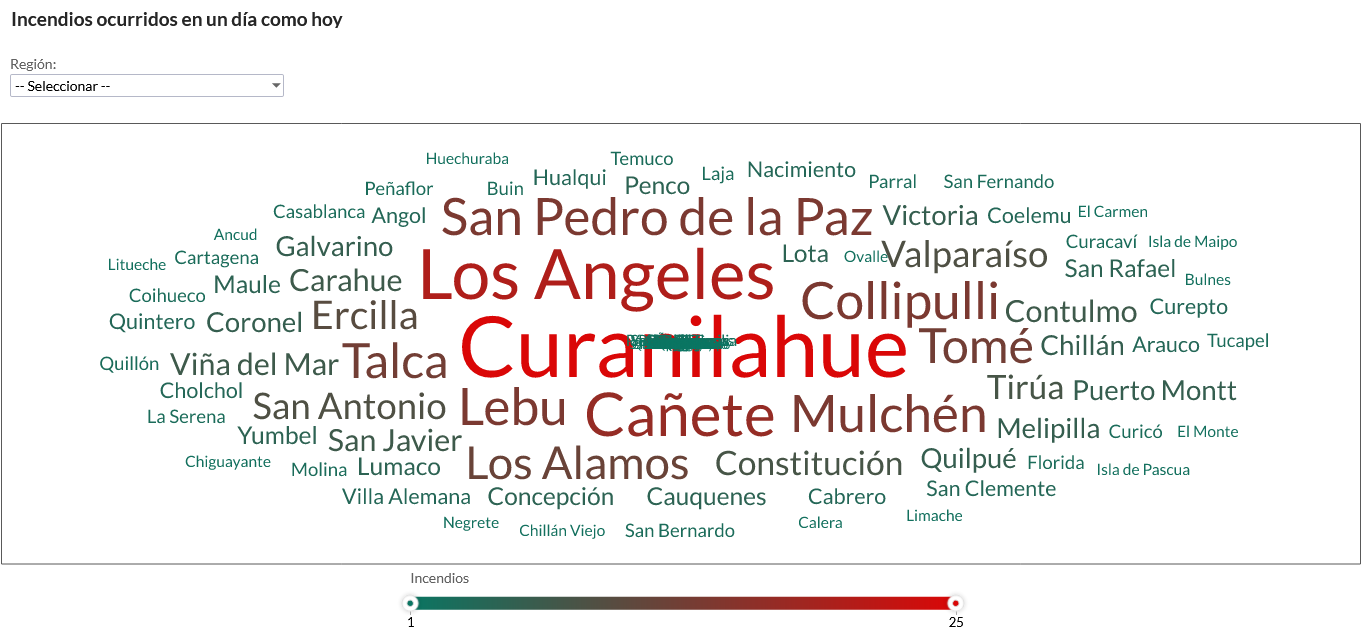 Incendios ocurridos en un día como hoy
Región:
-- Seleccionar --
Huechuraba
Temuco
Peñaflor
Buin
Hualqui
Penco
Laja
Nacimiento
Parral
San Fernando
Casablanca
Angol
San Pedro de la Paz
Victoria
Coelemu
El Carmen
Ancud
Galvarino
Lota
Ovalle
Valparaíso
Curacaví
Isla de Maipo
Litueche
Cartagena
Maule
Carahue
Los Angeles
San Rafael
Bulnes
Coihueco
Collipulli
Contulmo
Curepto
Quintero
Coronel
Ercilla
Curanilahue
Tomé
Chillán
Arauco
Tucapel
Quillón
Viña del Mar
Talca
Cholchol
Tirúa
Puerto Montt
La Serena
San Antonio
Lebu
Cañete
Mulchén
Yumbel
San Javier
Melipilla
Curicó
El Monte
Chiguayante
Molina
Lumaco
Los Alamos
Constitución
Quilpué
Florida
Isla de Pascua
Villa Alemana
Concepción
Cauquenes
Cabrero
San Clemente
Negrete
Chillán Viejo
San Bernardo
Calera
Limache
Incendios
1
25